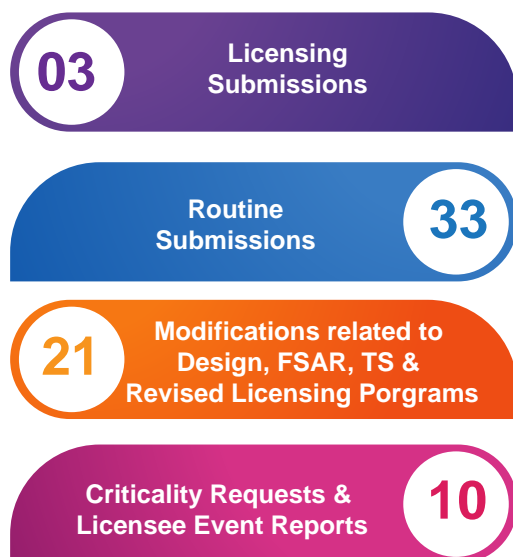 03
Licensing
Submissions
Routine
Submissions
33
21
Modifications related to
Design, FSAR, TS &
Revised Licensing Porgrams
Criticality Requests &
Licensee Event Reports
10